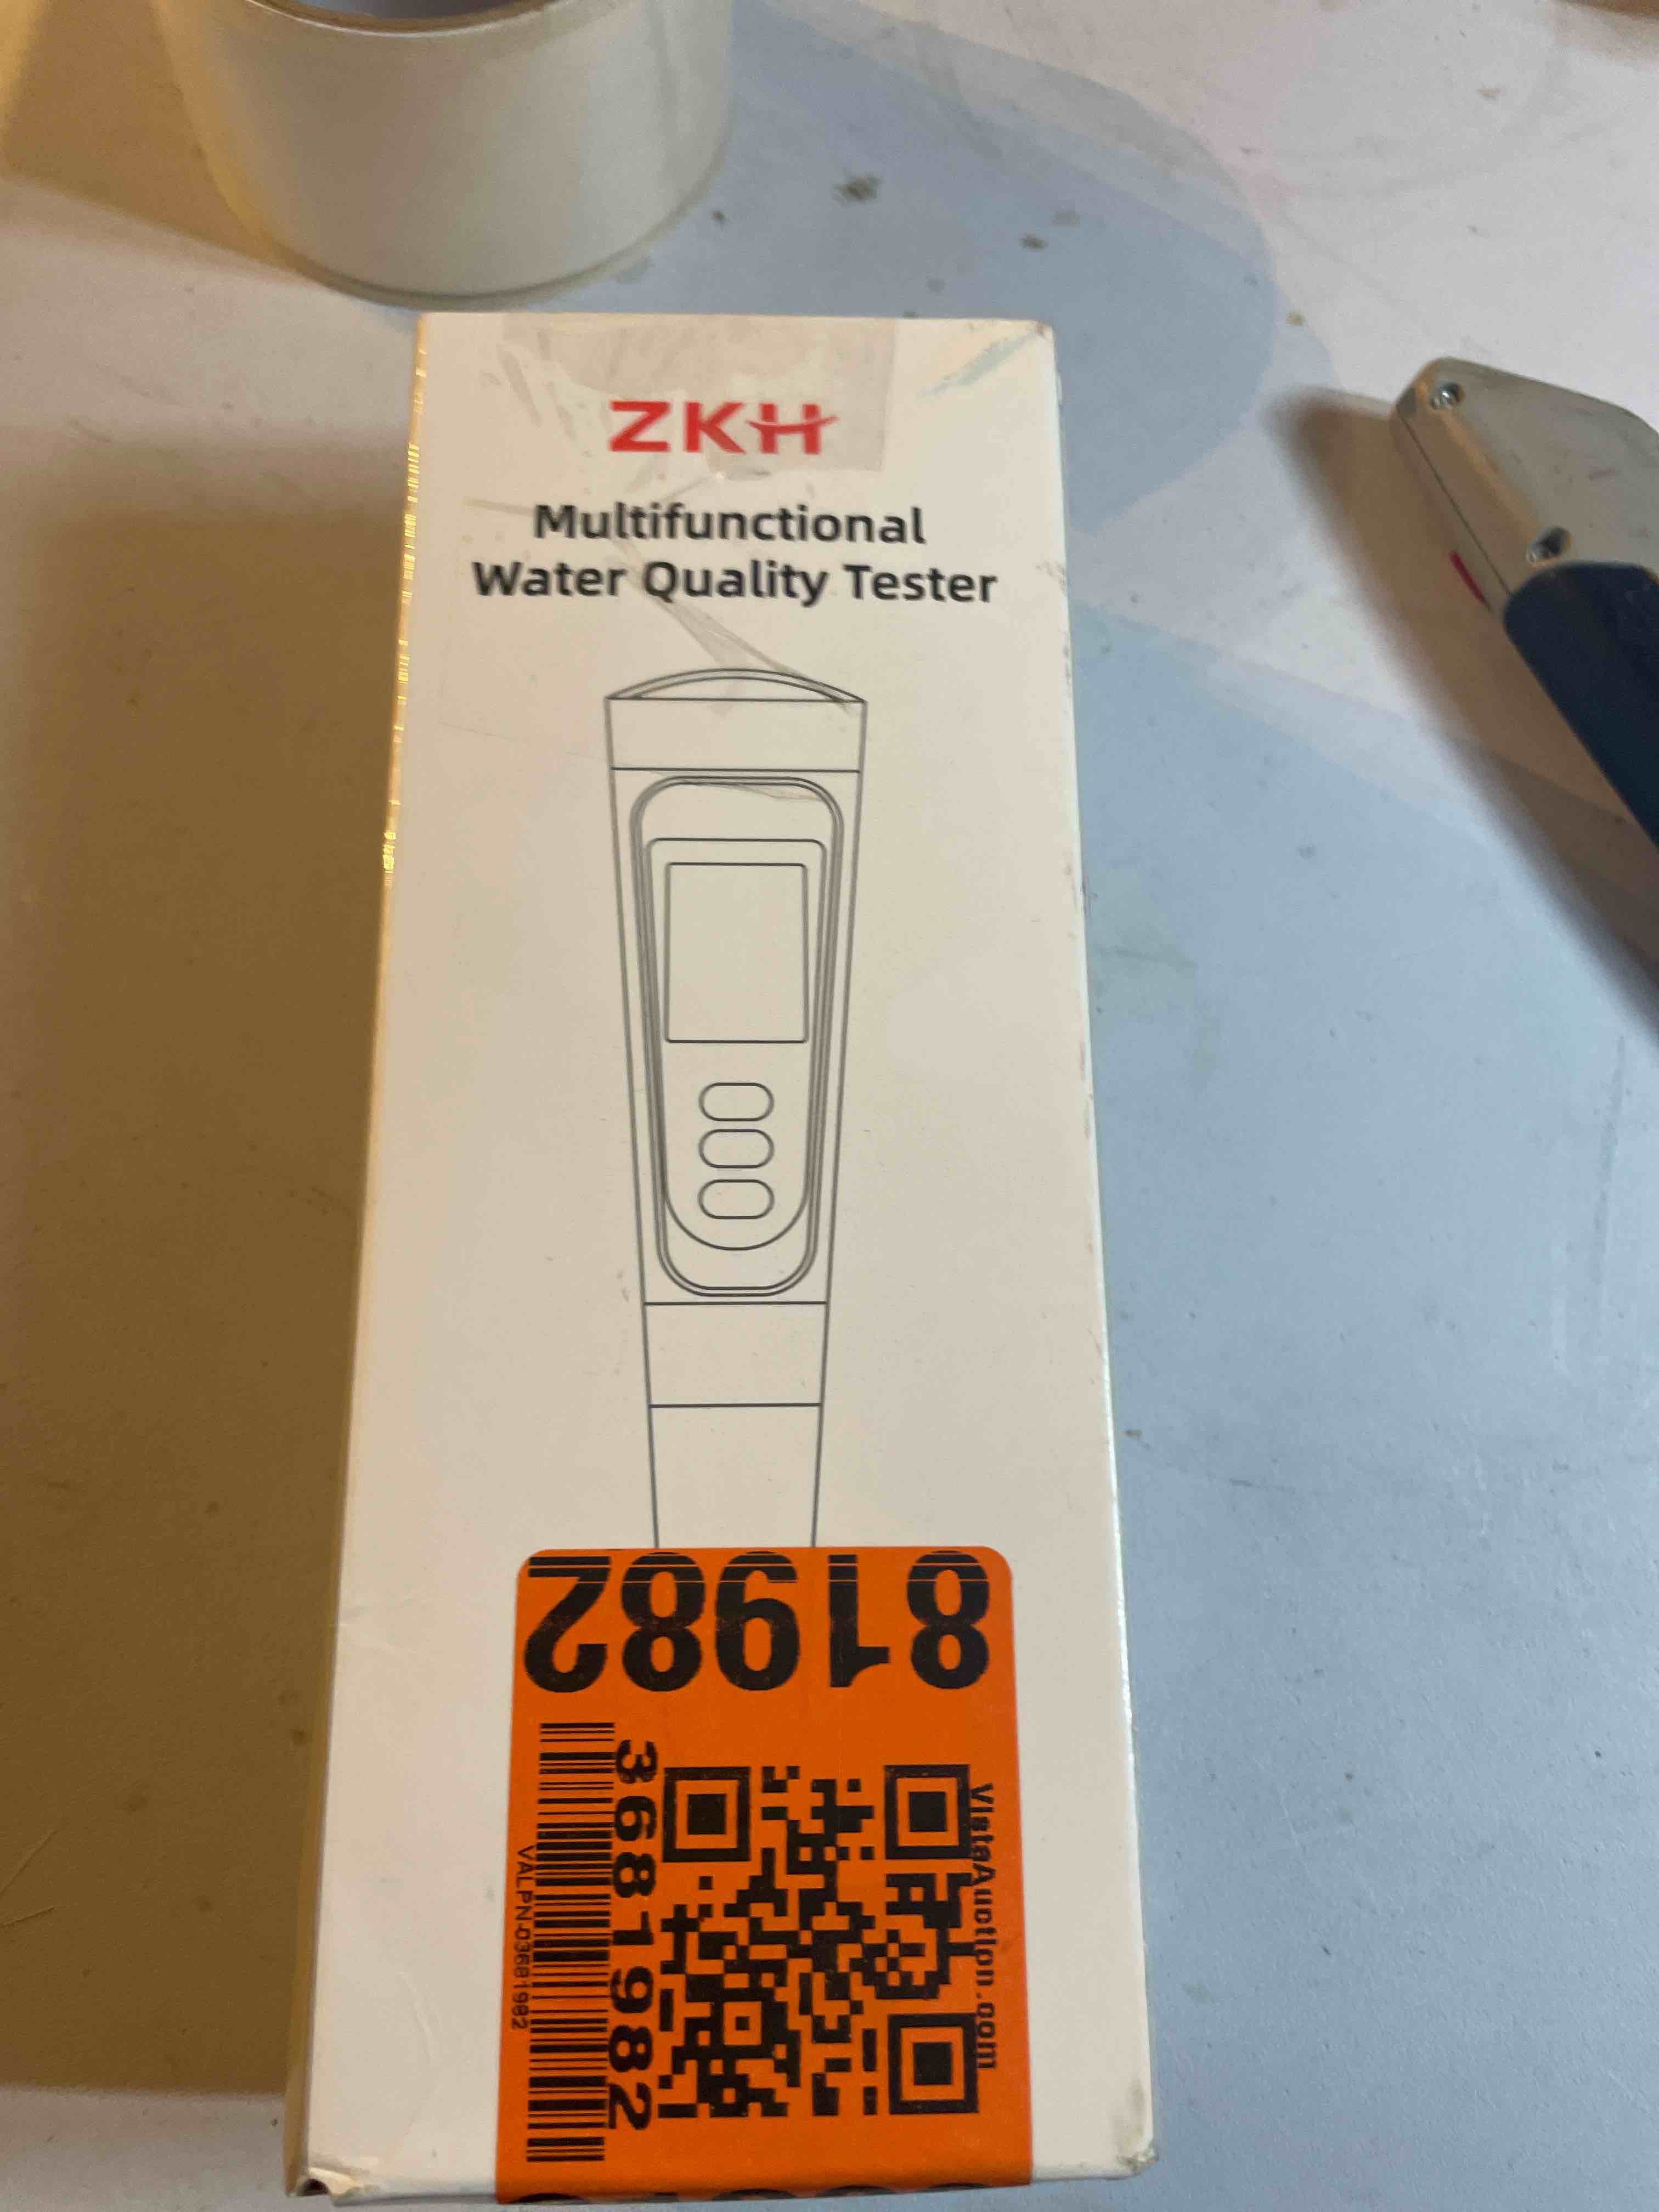 ZKH
Multifunctional
Water Quality Tester
81982
VistaAuction.com
3681982
VALPN-03681982